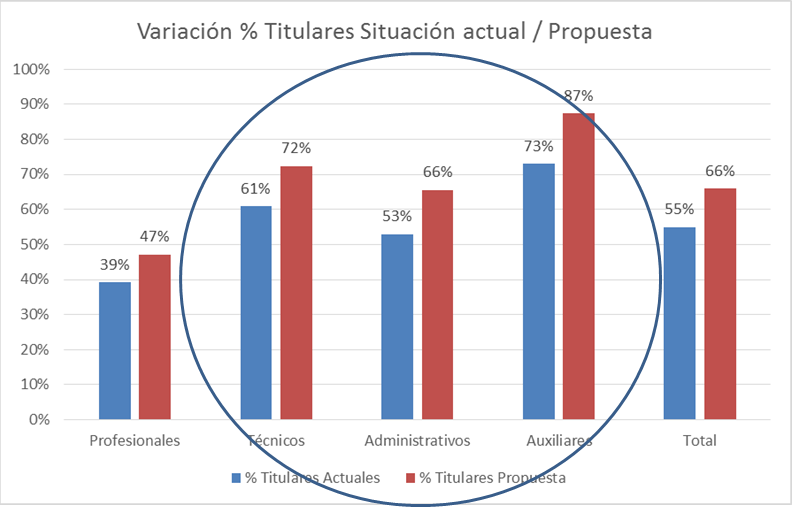 Variación % Titulares Situación actual / Propuesta
100%
90%
80%
70%
60%
50%
40%
30%
20%
10%
0%
39%
47%
61%
72%
53%
66%
73%
87%
55%
66%
Profesionales
Técnicos
Administrativos
Auxiliares
Total
% Titulares Actuales
% Titulares Propuesta